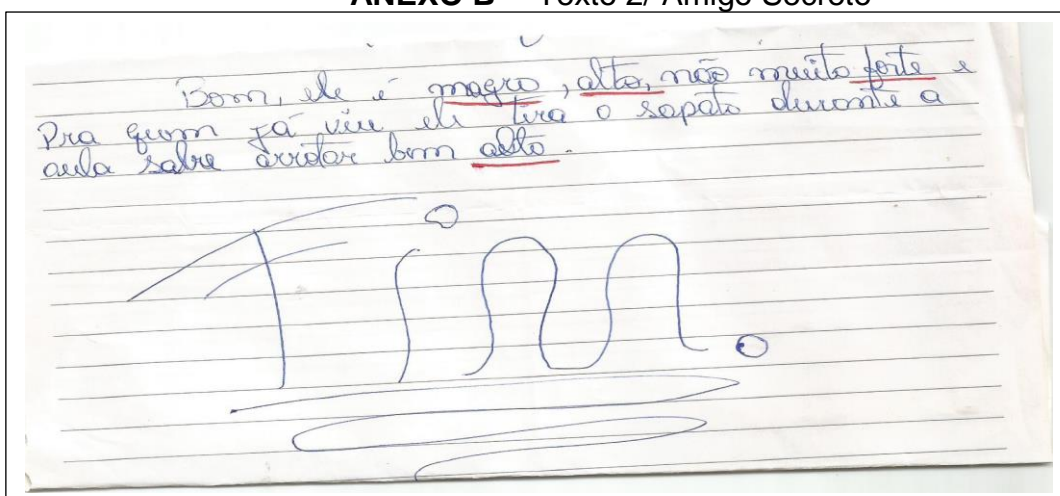 ANEXO B – Texto 2/ Amigo Secreto
Bom, ele é magro, alto, não muito forte e
Pra quem já viu ele tira o sapato durante a
aula sabe arrotar bem alto.
Fim.